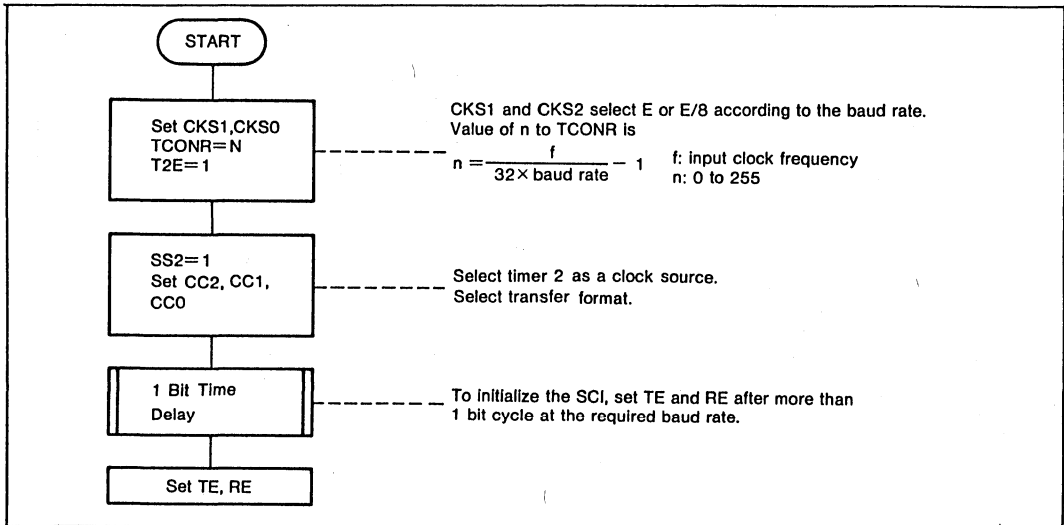 START
Set CKS1,CKS0
TCONR=N
T2E=1
CKS1 and CKS2 select E or E/8 according to the baud rate.
Value of n to TCONR is
n = f / 32× baud rate − 1
f: input clock frequency
n: 0 to 255
SS2=1
Set CC2, CC1,
CC0
Select timer 2 as a clock source.
Select transfer format.
1 Bit Time
Delay
To initialize the SCI, set TE and RE after more than
1 bit cycle at the required baud rate.
Set TE, RE